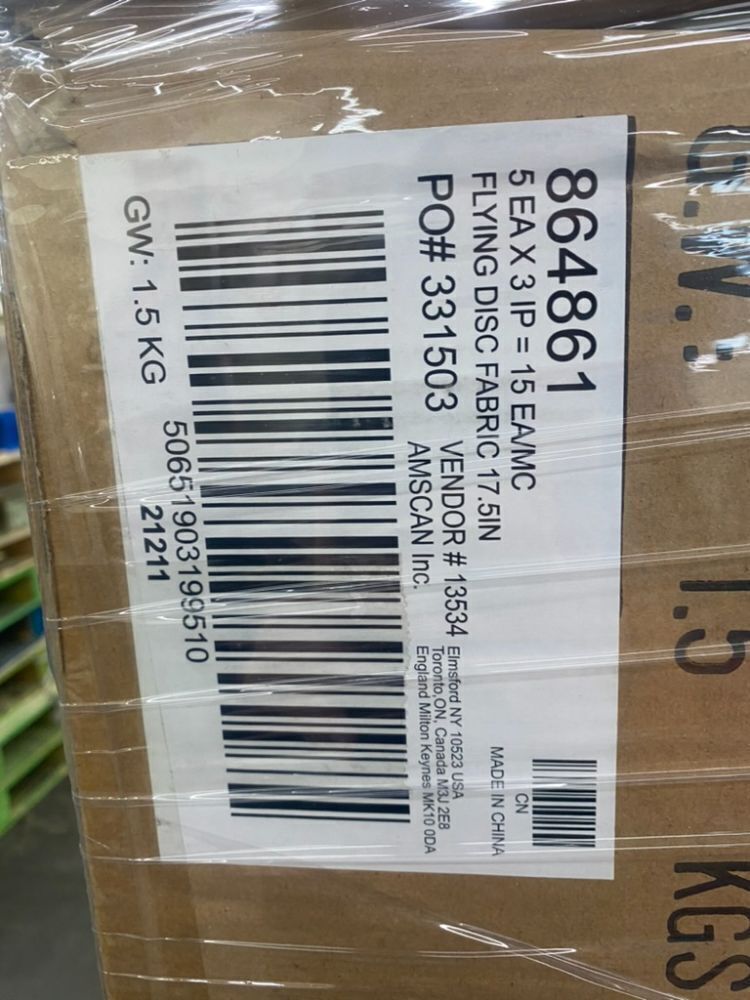 864861
5 EA X 3 IP = 15 EA/MC
FLYING DISC FABRIC 17.5IN
CN
MADE IN CHINA
PO# 331503 VENDOR # 13534
AMSCAN Inc.
Elmsford NY 10523 USA
Toronto,ON, Canada M3J 2E8
England Milton Keynes MK10 0DA
50651903199510
GW: 1.5 KG
21211
G.W.: 1.5 KGS